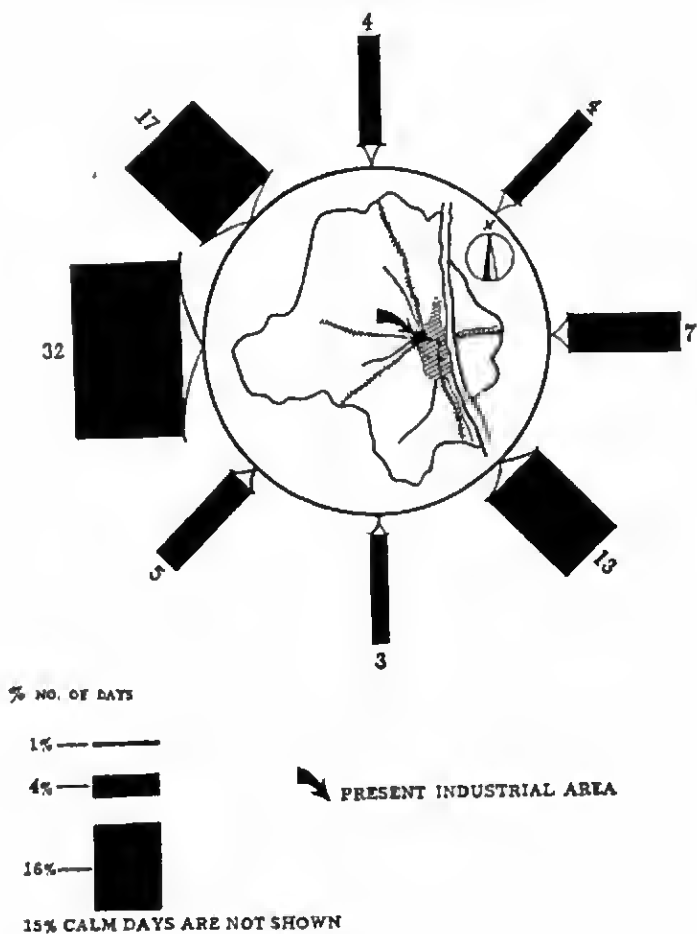 4
17
4
N
32
7
5
13
3
% NO. OF DAYS
1%
4%
PRESENT INDUSTRIAL AREA
16%
15% CALM DAYS ARE NOT SHOWN